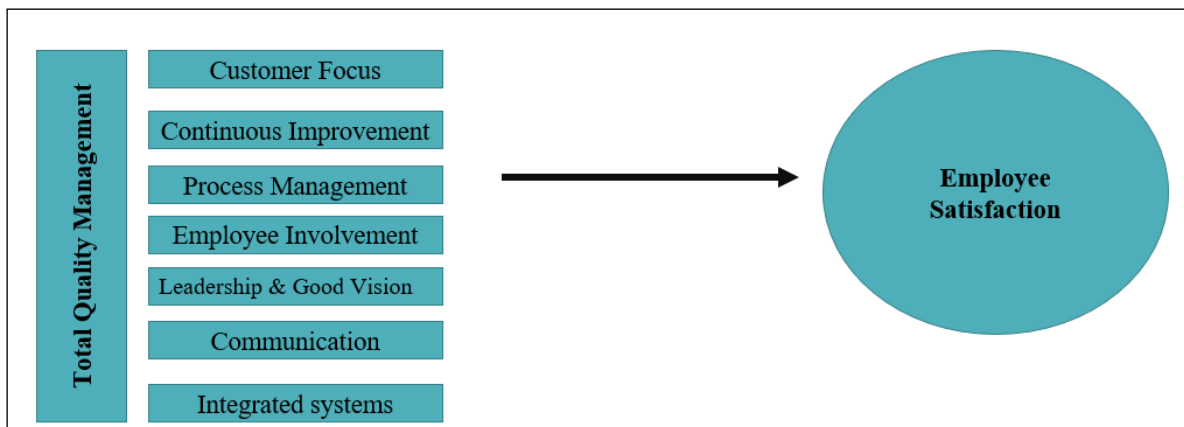 Total Quality Management
Customer Focus
Continuous Improvement
Process Management
Employee Involvement
Leadership & Good Vision
Communication
Integrated systems
Employee
Satisfaction